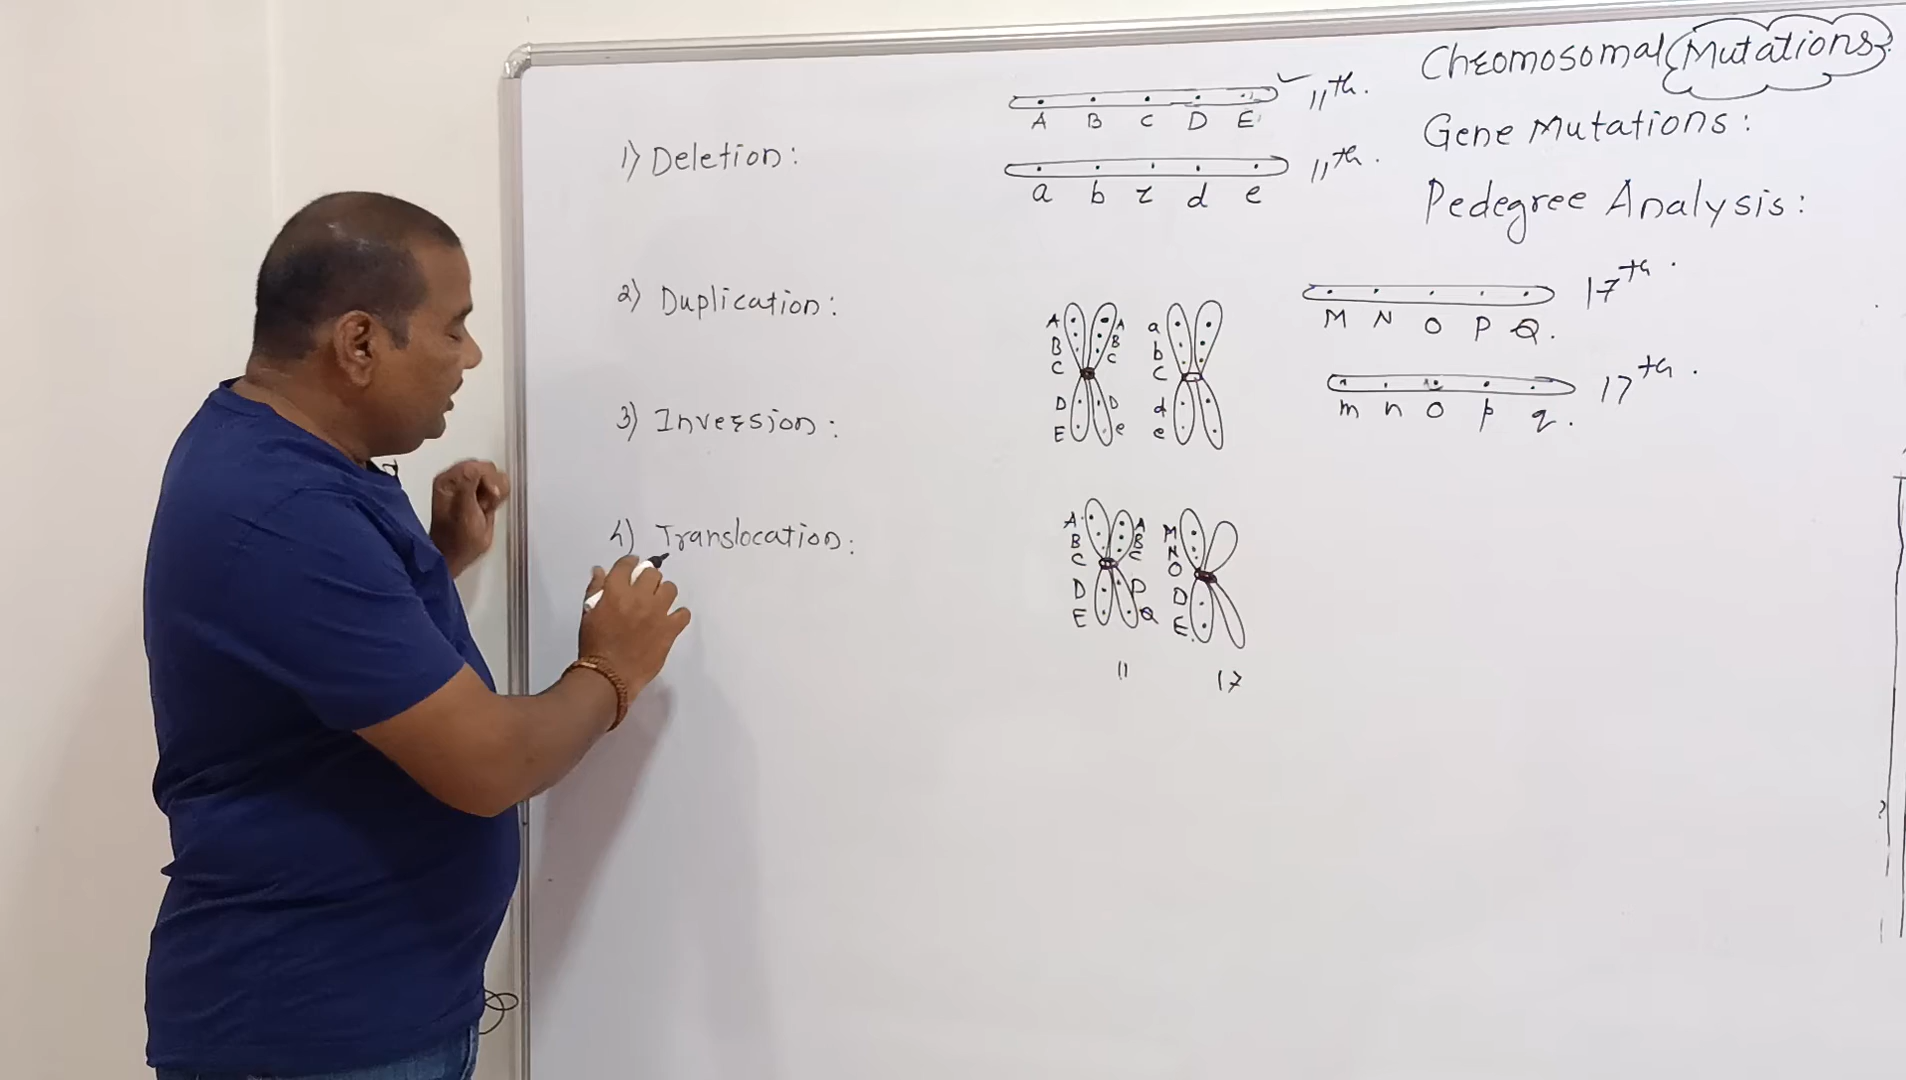 Chromosomal Mutations
Gene Mutations:
Pedegree Analysis:
1) Deletion:
2) Duplication:
3) Inversion:
4) Translocation:
11th.
A B C D E
11th.
a b c d e
17th.
M N O P Q.
17th.
m n o p q.
A A
B B
C C
D D
E e
a
b
c
d
e
A A
B B
C C
D P
E Q
M
N
O
D
E.
11 17